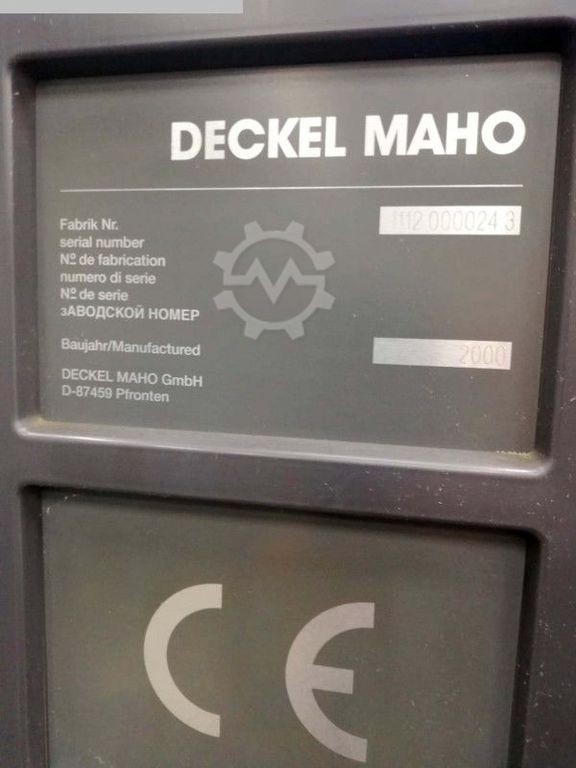 DECKEL MAHO
Fabrik Nr. 1112 000024 3
serial number
Nº de fabrication
numero di serie
Nº de serie
зАВОДСКОЙ НОМЕР
Baujahr/Manufactured 2000
DECKEL MAHO GmbH
D-87459 Pfronten
CE